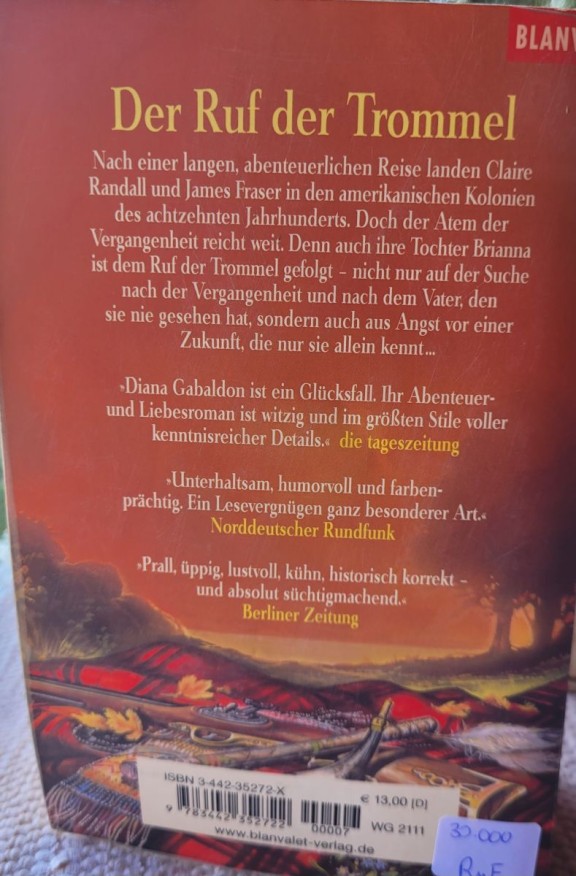 BLANV
Der Ruf der Trommel
Nach einer langen, abenteuerlichen Reise landen Claire
Randall und James Fraser in den amerikanischen Kolonien
des achtzehnten Jahrhunderts. Doch der Atem der
Vergangenheit reicht weit. Denn auch ihre Tochter Brianna
ist dem Ruf der Trommel gefolgt – nicht nur auf der Suche
nach der Vergangenheit und nach dem Vater, den
sie nie gesehen hat, sondern auch aus Angst vor einer
Zukunft, die nur sie allein kennt...
»Diana Gabaldon ist ein Glücksfall. Ihr Abenteuer-
und Liebesroman ist witzig und im größten Stile voller
kenntnisreicher Details.« die tageszeitung
»Unterhaltsam, humorvoll und farben-
prächtig. Ein Lesevergnügen ganz besonderer Art.«
Norddeutscher Rundfunk
»Prall, üppig, lustvoll, kühn, historisch korrekt –
und absolut süchtigmachend.«
Berliner Zeitung
ISBN 3-442-35272-X
€ 13,00 [D]
9 783442 352722 00007 WG 2111
www.blanvalet-verlag.de
30.000